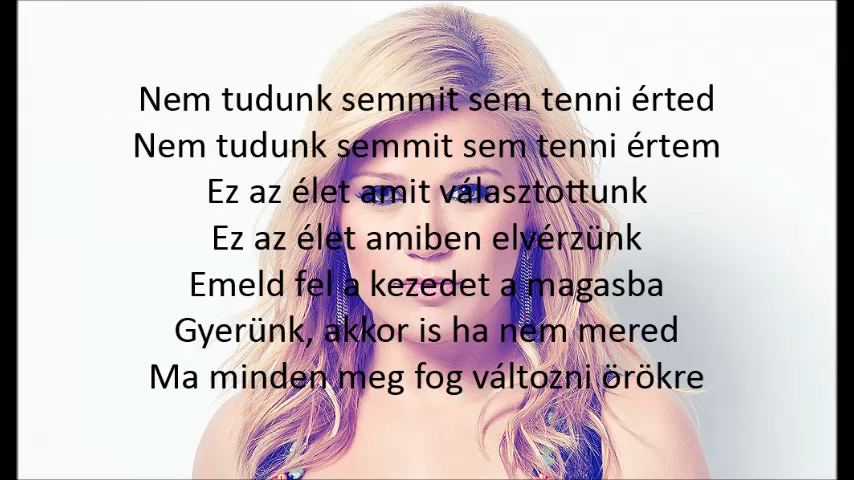 Nem tudunk semmit sem tenni érted
Nem tudunk semmit sem tenni értem
Ez az élet amit választottunk
Ez az élet amiben elvérzünk
Emeld fel a kezedet a magasba
Gyerünk, akkor is ha nem mered
Ma minden meg fog változni örökre